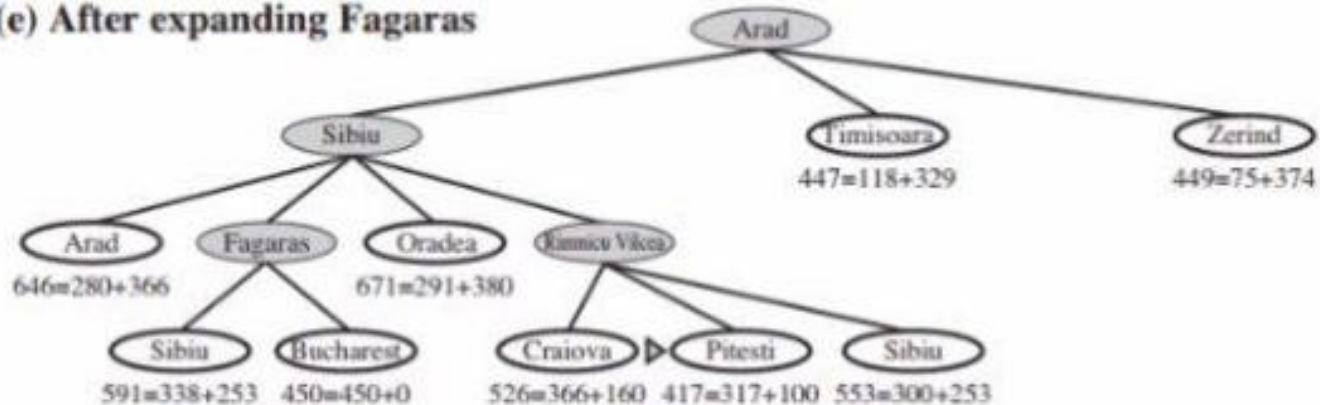 (e) After expanding Fagaras
Arad
Sibiu
Timisoara
Zerind
447=118+329
449=75+374
Arad
Fagaras
Oradea
Rimnicu Vilcea
646=280+366
671=291+380
Sibiu
Bucharest
Craiova
Pitesti
Sibiu
591=338+253
450=450+0
526=366+160
417=317+100
553=300+253